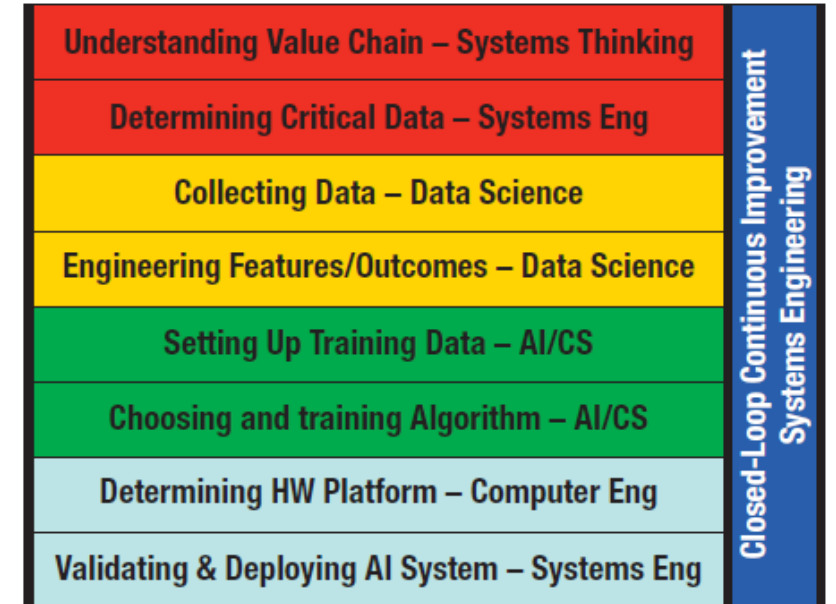 Understanding Value Chain – Systems Thinking
Determining Critical Data – Systems Eng
Collecting Data – Data Science
Engineering Features/Outcomes – Data Science
Setting Up Training Data – AI/CS
Choosing and training Algorithm – AI/CS
Determining HW Platform – Computer Eng
Validating & Deploying AI System – Systems Eng
Closed-Loop Continuous Improvement
Systems Engineering